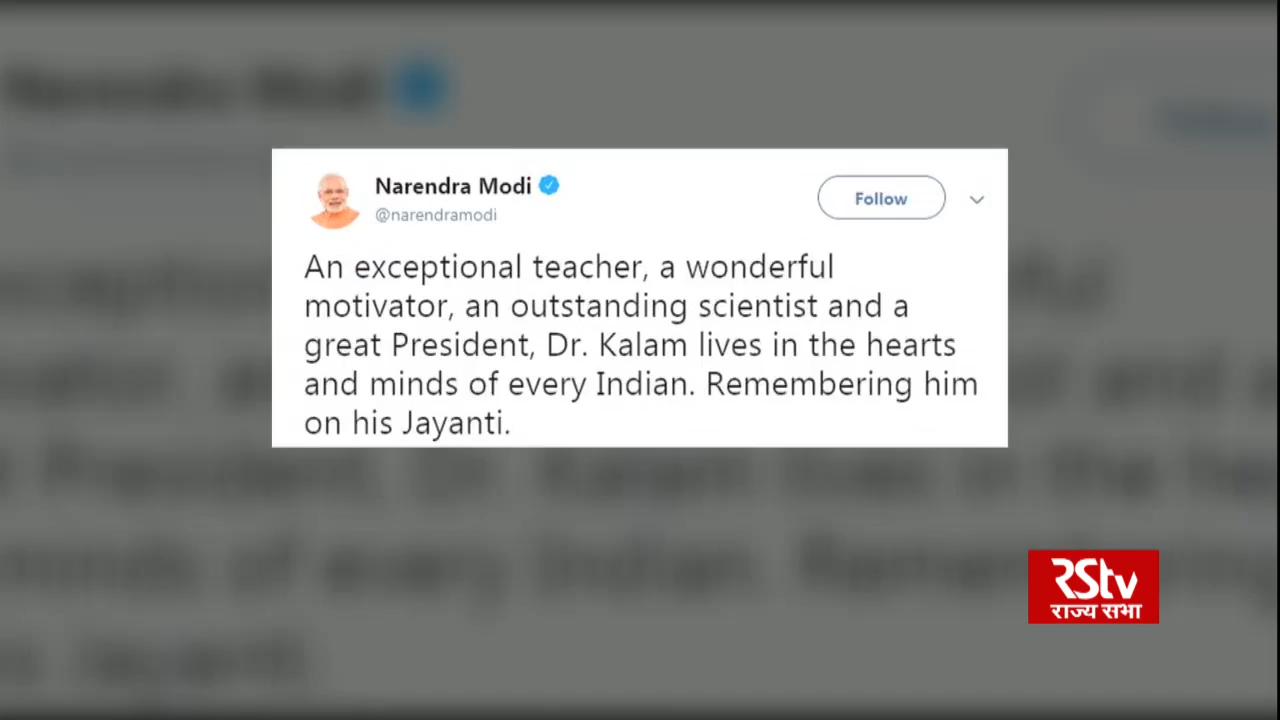 Narendra Modi
@narendramodi
Follow
An exceptional teacher, a wonderful
motivator, an outstanding scientist and a
great President, Dr. Kalam lives in the hearts
and minds of every Indian. Remembering him
on his Jayanti.
RStv
राज्य सभा